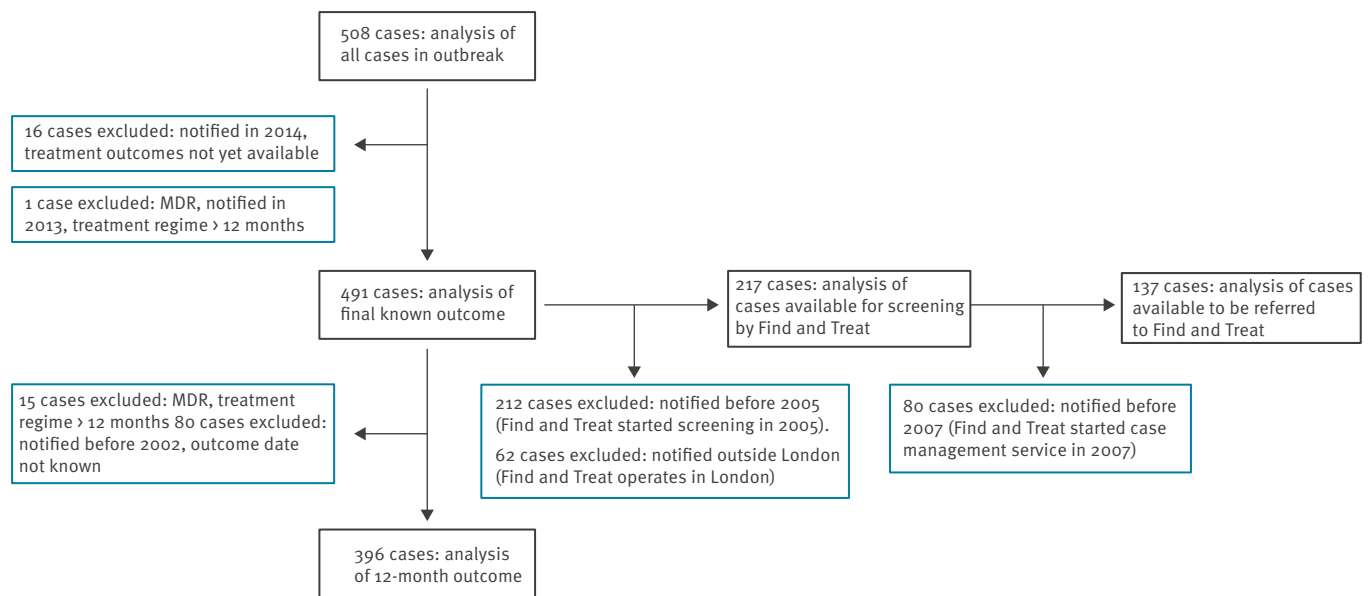 508 cases: analysis of
all cases in outbreak
16 cases excluded: notified in 2014,
treatment outcomes not yet available
1 case excluded: MDR, notified in
2013, treatment regime > 12 months
491 cases: analysis of
final known outcome
217 cases: analysis of
cases available for screening
by Find and Treat
137 cases: analysis of cases
available to be referred
to Find and Treat
15 cases excluded: MDR, treatment
regime > 12 months 80 cases excluded:
notified before 2002, outcome date
not known
212 cases excluded: notified before 2005
(Find and Treat started screening in 2005).
62 cases excluded: notified outside London
(Find and Treat operates in London)
80 cases excluded: notified before
2007 (Find and Treat started case
management service in 2007)
396 cases: analysis
of 12-month outcome